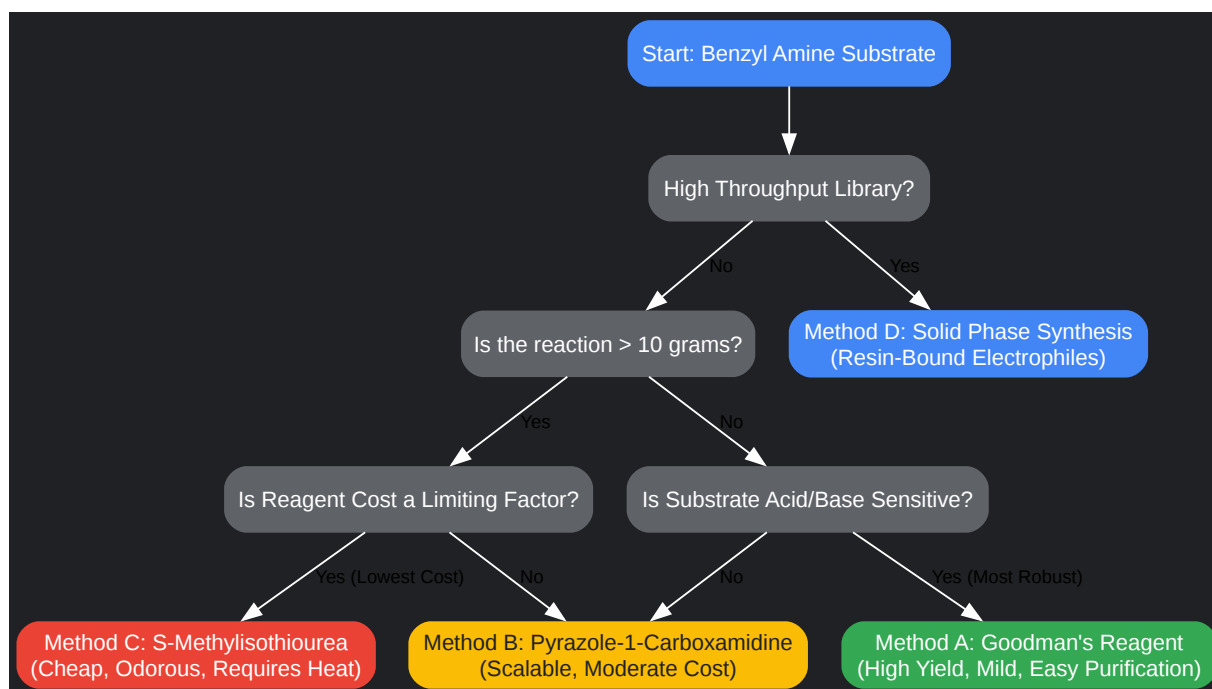 Start: Benzyl Amine Substrate
High Throughput Library?
No
Yes
Is the reaction > 10 grams?
Method D: Solid Phase Synthesis
(Resin-Bound Electrophiles)
Yes
No
Is Reagent Cost a Limiting Factor?
Is Substrate Acid/Base Sensitive?
Yes (Lowest Cost)
No
No
Yes (Most Robust)
Method C: S-Methylisothiourea
(Cheap, Odorous, Requires Heat)
Method B: Pyrazole-1-Carboxamidine
(Scalable, Moderate Cost)
Method A: Goodman's Reagent
(High Yield, Mild, Easy Purification)